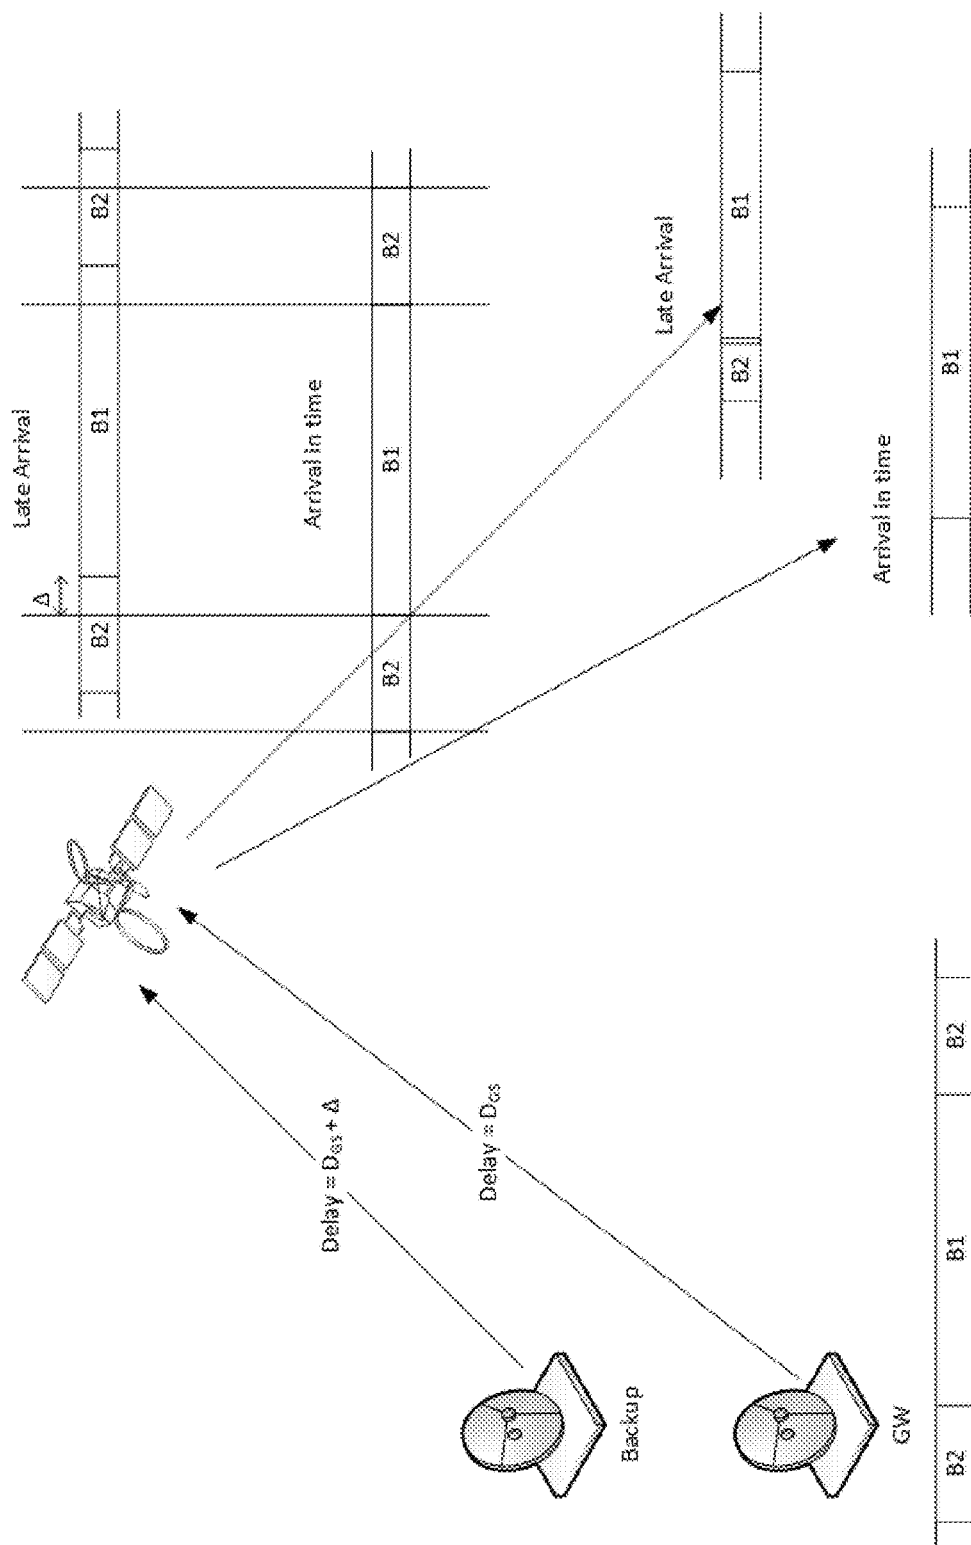 Late Arrival
Δ
B2
B1
B2
Arrival in time
B2
B1
B2
Delay = D_GS + Δ
Delay = D_GS
Backup
GW
B2
B1
B2
Late Arrival
B2
B1
Arrival in time
B1